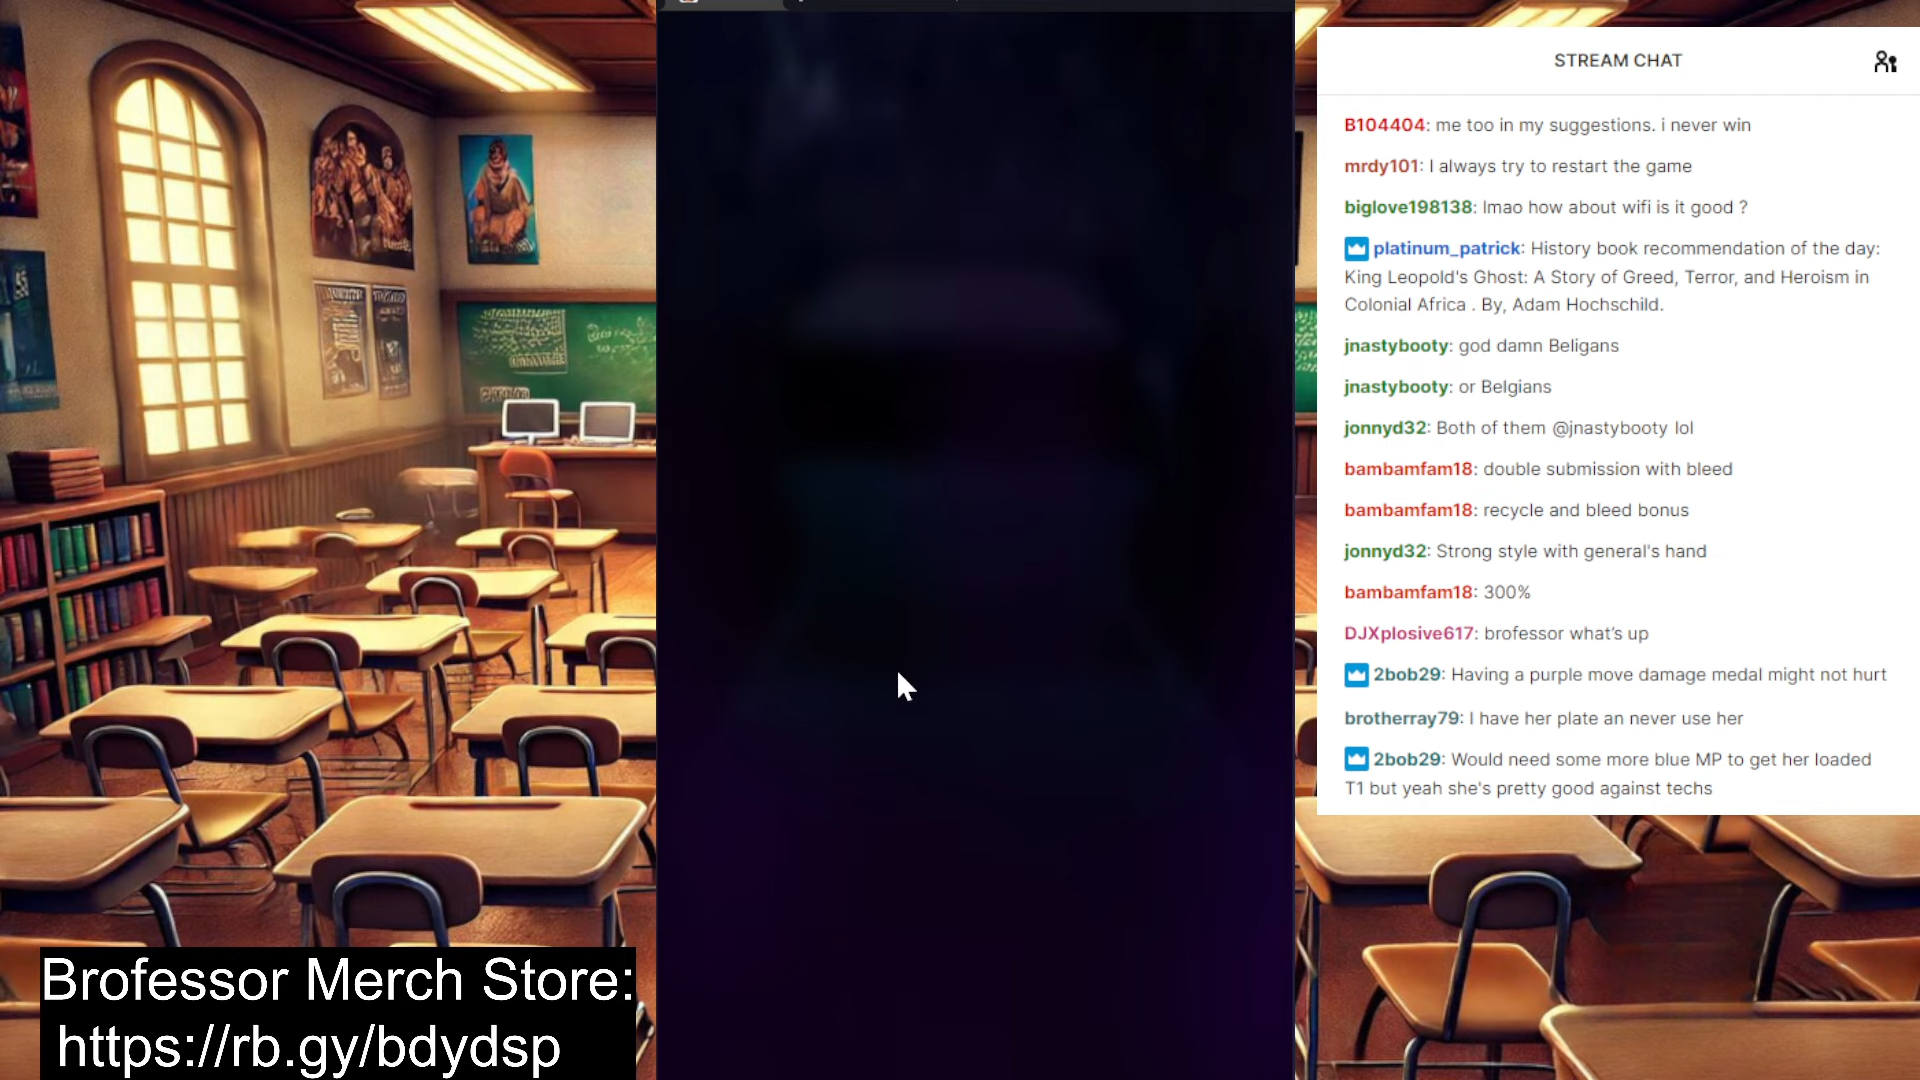 STREAM CHAT
B104404: me too in my suggestions. i never win
mrdy101: I always try to restart the game
biglove198138: lmao how about wifi is it good ?
platinum_patrick: History book recommendation of the day:
King Leopold's Ghost: A Story of Greed, Terror, and Heroism in
Colonial Africa . By, Adam Hochschild.
jnastybooty: god damn Beligans
jnastybooty: or Belgians
jonnyd32: Both of them @jnastybooty lol
bambamfam18: double submission with bleed
bambamfam18: recycle and bleed bonus
jonnyd32: Strong style with general's hand
bambamfam18: 300%
DJXplosive617: brofessor what’s up
2bob29: Having a purple move damage medal might not hurt
brotherray79: I have her plate an never use her
2bob29: Would need some more blue MP to get her loaded
T1 but yeah she's pretty good against techs
Brofessor Merch Store:
https://rb.gy/bdydsp